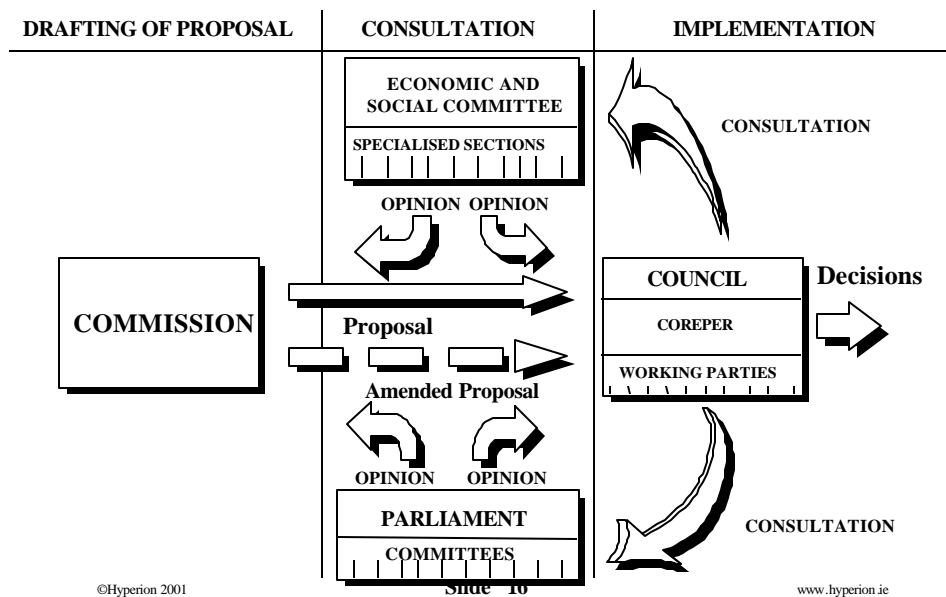 DRAFTING OF PROPOSAL
CONSULTATION
IMPLEMENTATION
ECONOMIC AND
SOCIAL COMMITTEE
SPECIALISED SECTIONS
CONSULTATION
OPINION OPINION
COMMISSION
Proposal
Amended Proposal
COUNCIL
COREPER
WORKING PARTIES
Decisions
OPINION OPINION
PARLIAMENT
COMMITTEES
CONSULTATION
©Hyperion 2001
Slide 16
www.hyperion.ie